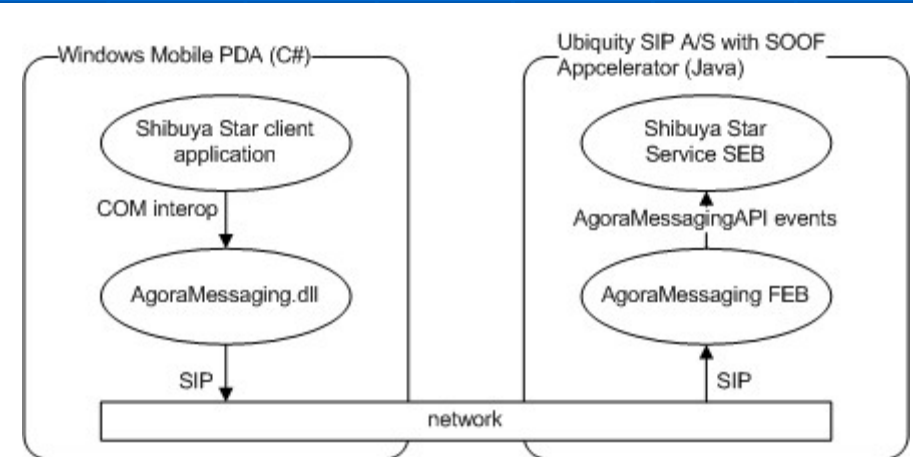 Windows Mobile PDA (C#)
Shibuya Star client
application
COM interop
AgoraMessaging.dll
SIP
Ubiquity SIP A/S with SOOF
Appcelerator (Java)
Shibuya Star
Service SEB
AgoraMessagingAPI events
AgoraMessaging FEB
SIP
network